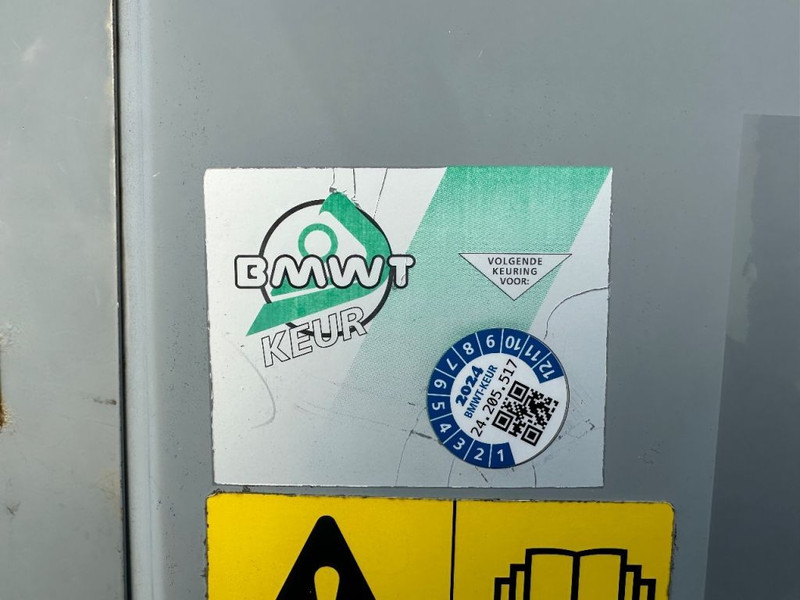 BMWT
KEUR
VOLGENDE
KEURING
VOOR:
1 2 3 4 5 6 7 8 9 10 11 12
2024
BMWT-KEUR
24.205.517